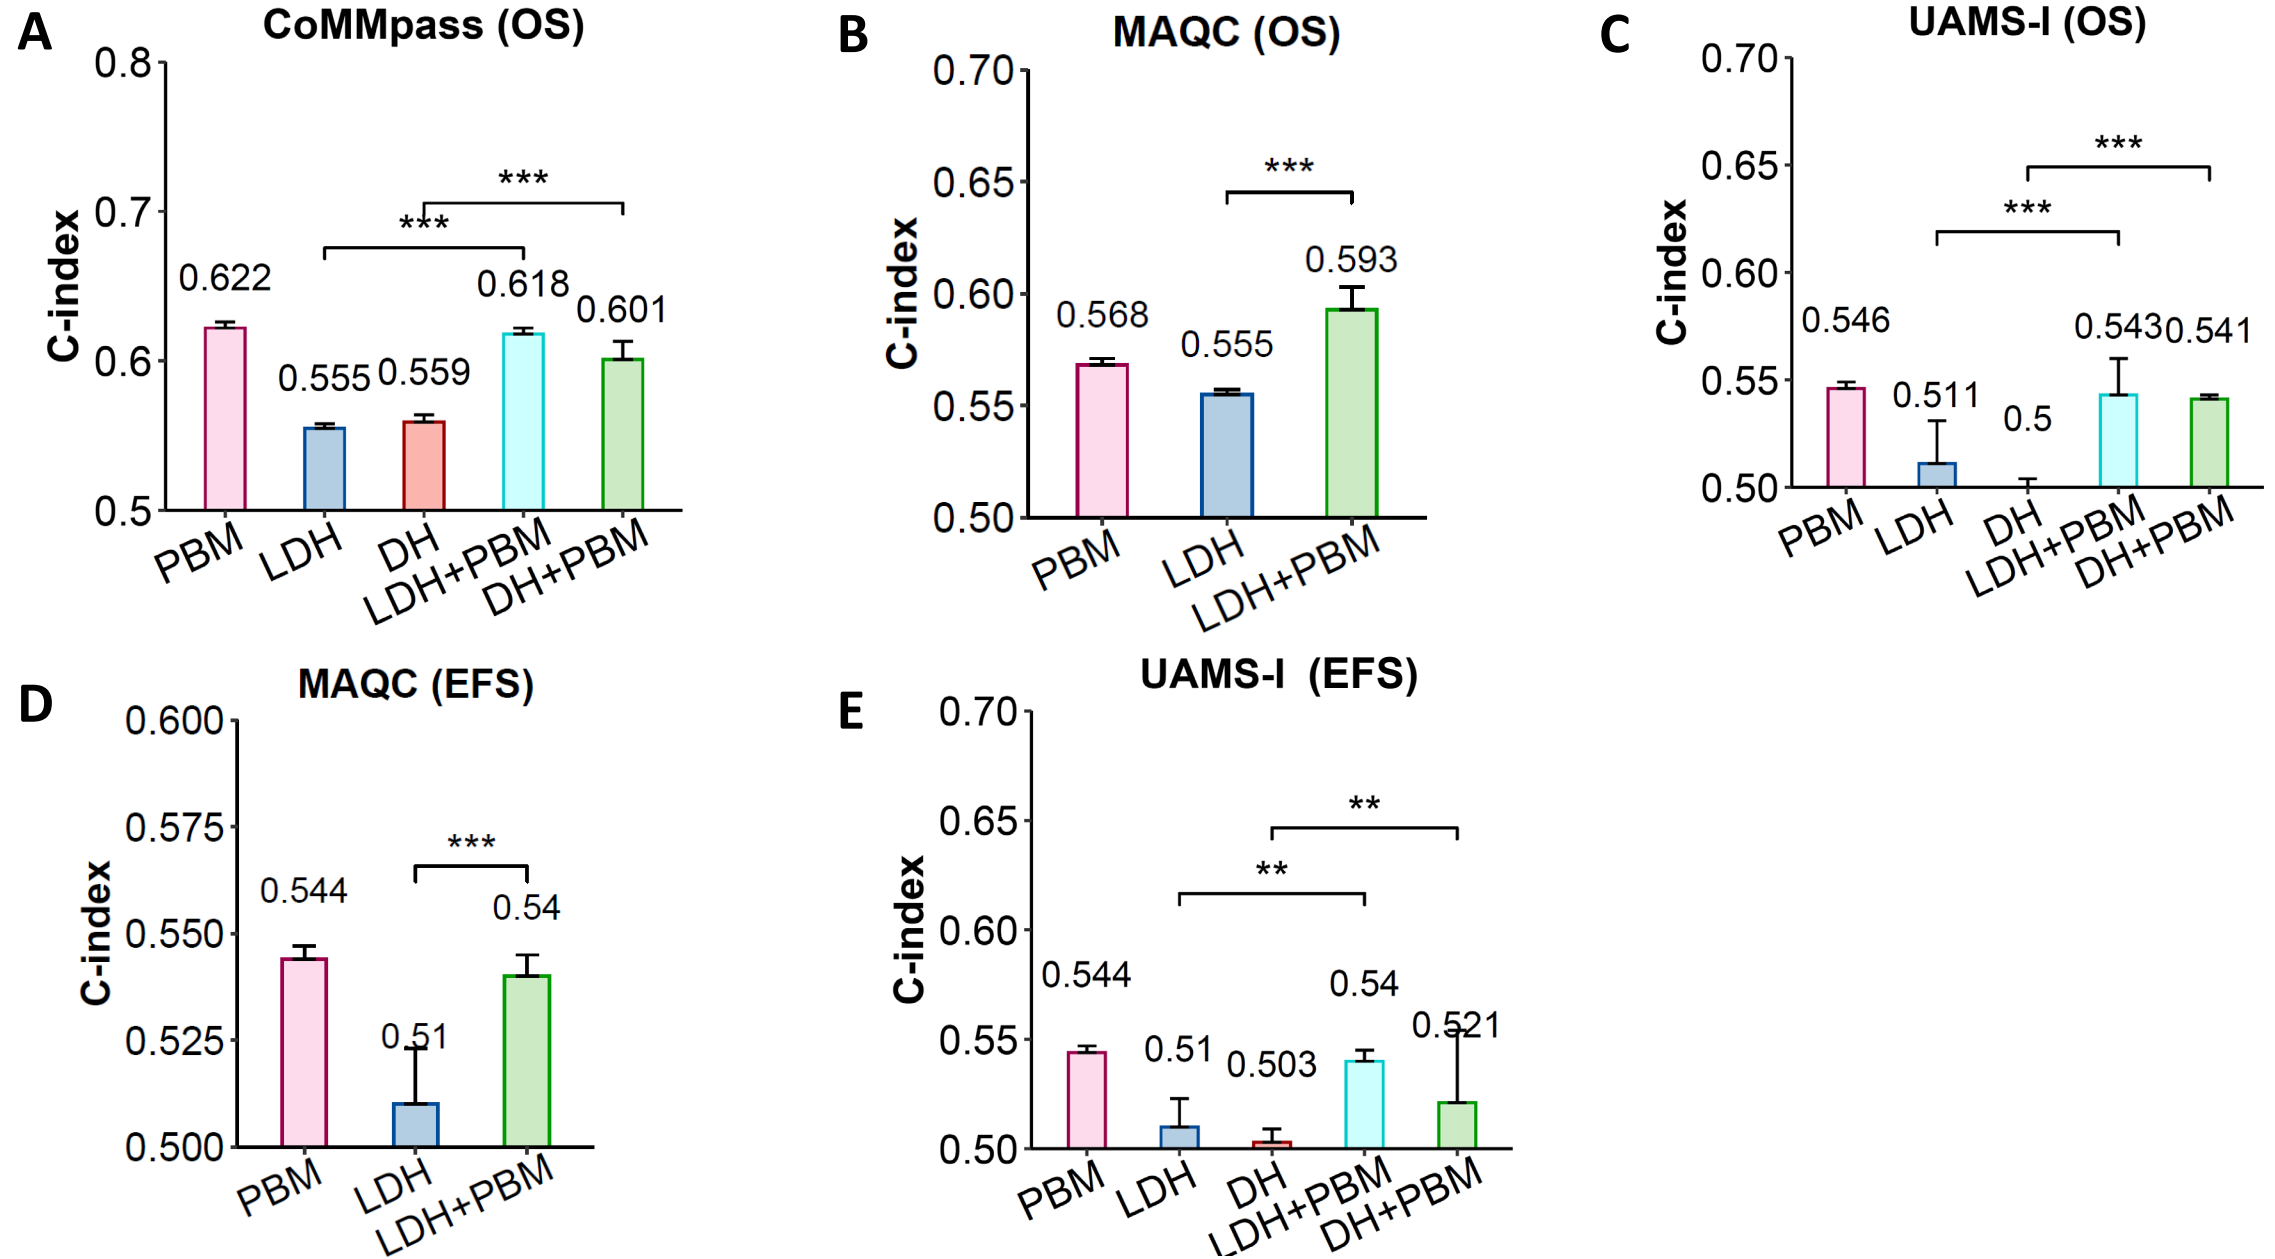 A
CoMMpass (OS)
0.8
0.7
0.6
0.5
C-index
***
***
0.622
0.555
0.559
0.618
0.601
PBM
LDH
DH
LDH+PBM
DH+PBM
B
MAQC (OS)
0.70
0.65
0.60
0.55
0.50
C-index
***
0.568
0.555
0.593
PBM
LDH
LDH+PBM
C
UAMS-I (OS)
0.70
0.65
0.60
0.55
0.50
C-index
***
***
0.546
0.511
0.5
0.543
0.541
PBM
LDH
DH
LDH+PBM
DH+PBM
D
MAQC (EFS)
0.600
0.575
0.550
0.525
0.500
C-index
***
0.544
0.51
0.54
PBM
LDH
LDH+PBM
E
UAMS-I (EFS)
0.70
0.65
0.60
0.55
0.50
C-index
**
**
0.544
0.51
0.503
0.54
0.521
PBM
LDH
DH
LDH+PBM
DH+PBM